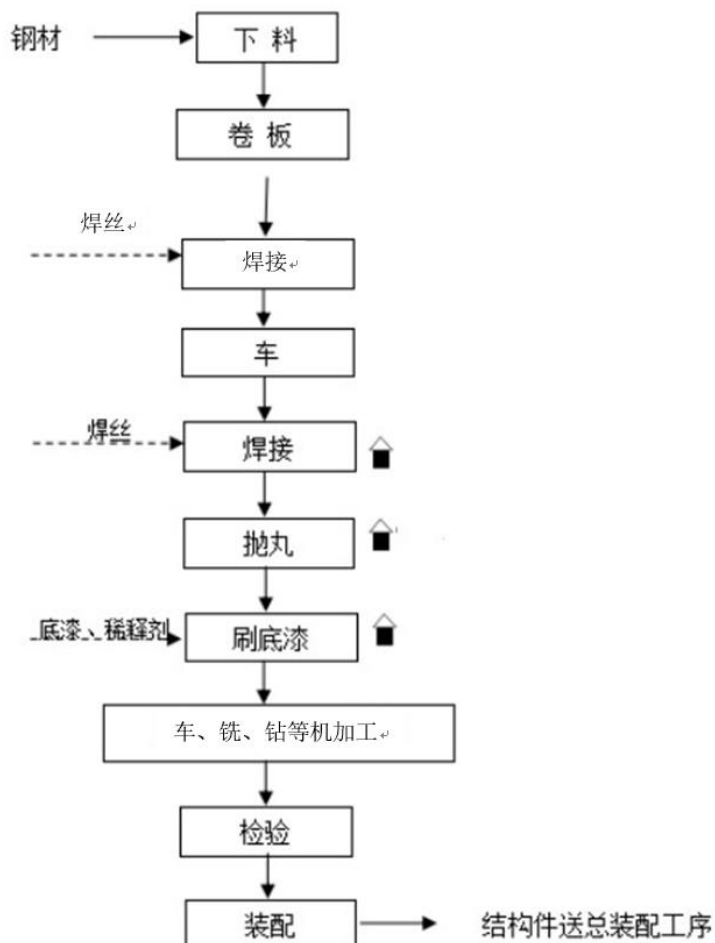 钢材
下 料
卷 板
焊丝
焊接
车
焊丝
焊接
抛丸
底漆、稀释剂
刷底漆
车、铣、钻等机加工
检验
装配
结构件送总装配工序